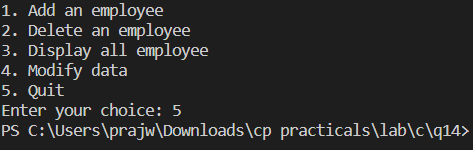 1. Add an employee
2. Delete an employee
3. Display all employee
4. Modify data
5. Quit
Enter your choice: 5
PS C:\Users\prajw\Downloads\cp practicals\lab\c\q14>